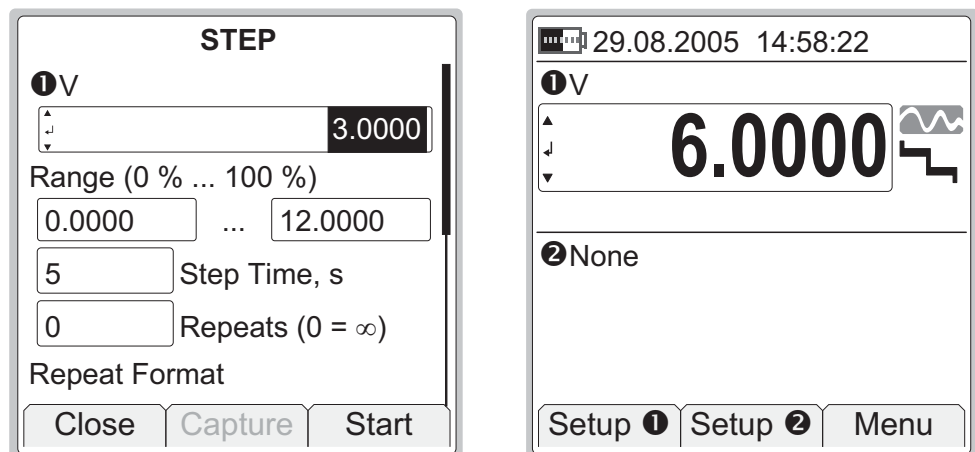 STEP
❶V
3.0000
Range (0 % ... 100 %)
0.0000 ... 12.0000
5 Step Time, s
0 Repeats (0 = ∞)
Repeat Format
Close Capture Start
29.08.2005 14:58:22
❶V
6.0000
❷None
Setup ❶ Setup ❷ Menu